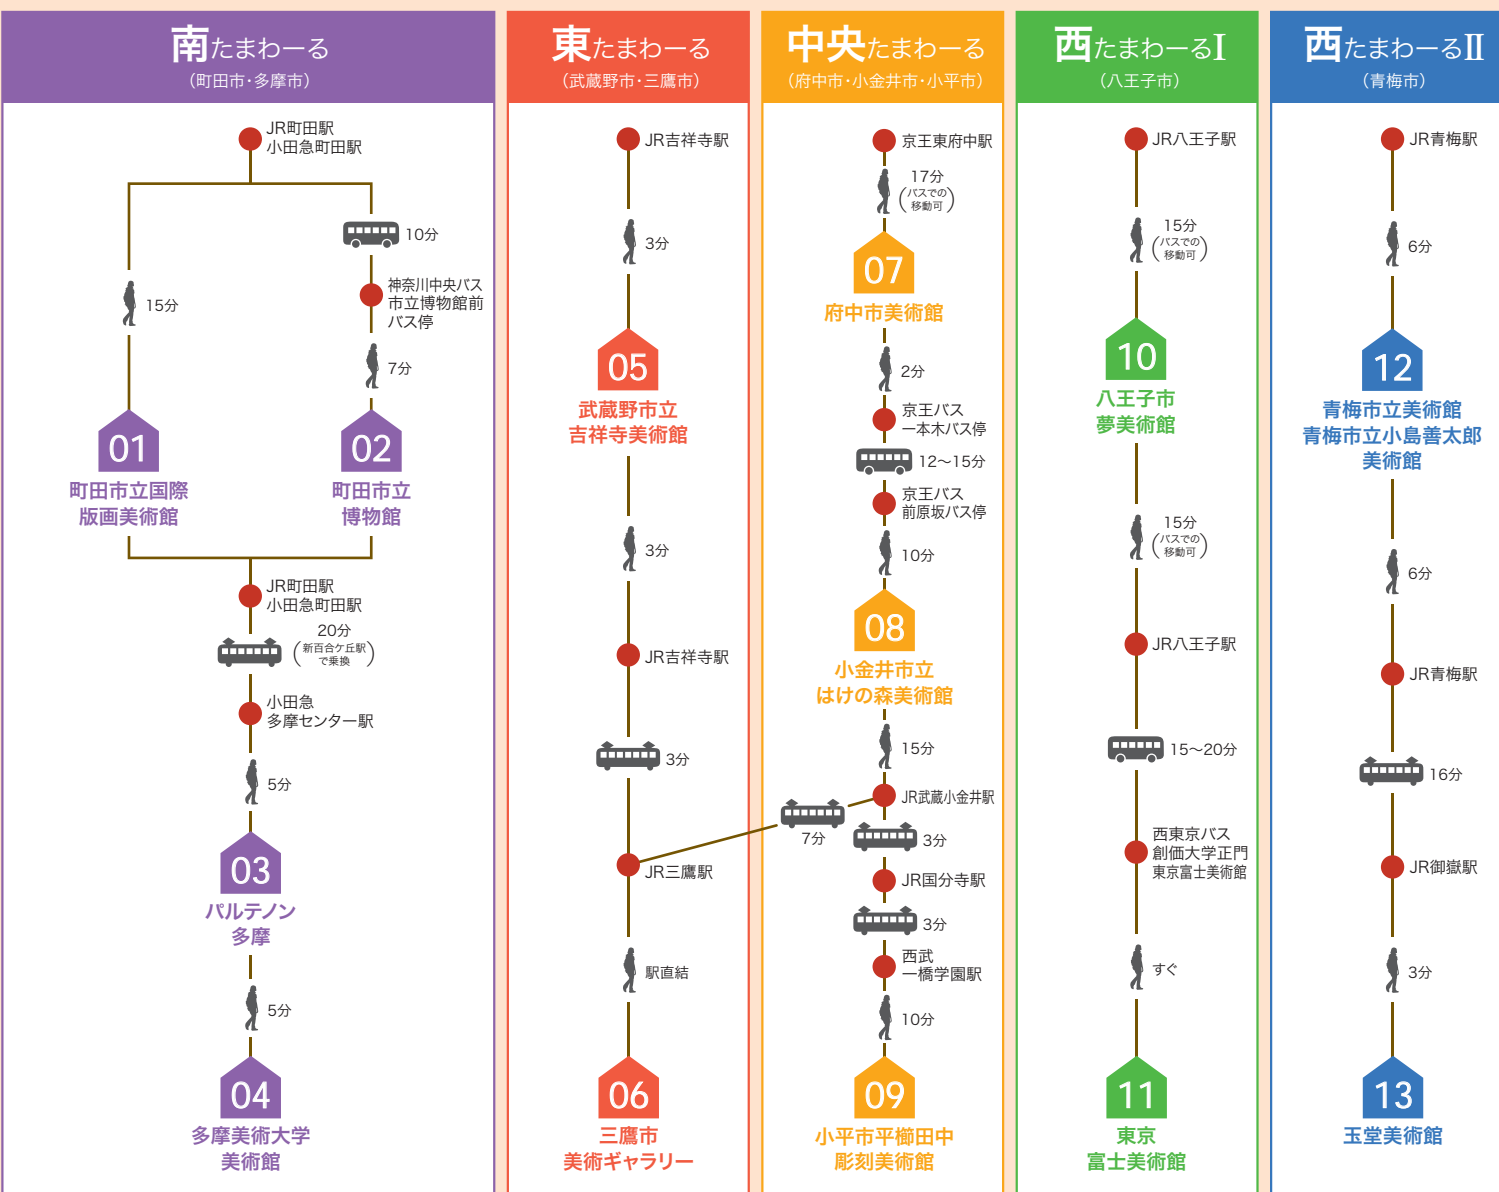 南たまわーる
（町田市・多摩市）
JR町田駅
小田急町田駅
15分
10分
神奈川中央バス
市立博物館前
バス停
7分
01
町田市立国際
版画美術館
02
町田市立
博物館
JR町田駅
小田急町田駅
20分
（新百合ケ丘駅
で乗換）
小田急
多摩センター駅
5分
03
パルテノン
多摩
5分
04
多摩美術大学
美術館
東たまわーる
（武蔵野市・三鷹市）
JR吉祥寺駅
3分
05
武蔵野市立
吉祥寺美術館
3分
JR吉祥寺駅
3分
JR三鷹駅
駅直結
06
三鷹市
美術ギャラリー
中央たまわーる
（府中市・小金井市・小平市）
京王東府中駅
17分
（バスでの
移動可）
07
府中市美術館
2分
京王バス
一本木バス停
12〜15分
京王バス
前原坂バス停
10分
08
小金井市立
はけの森美術館
15分
JR武蔵小金井駅
7分
3分
JR国分寺駅
3分
西武
一橋学園駅
10分
09
小平市平櫛田中
彫刻美術館
西たまわーるⅠ
（八王子市）
JR八王子駅
15分
（バスでの
移動可）
10
八王子市
夢美術館
15分
（バスでの
移動可）
JR八王子駅
15〜20分
西東京バス
創価大学正門
東京富士美術館
すぐ
11
東京
富士美術館
西たまわーるⅡ
（青梅市）
JR青梅駅
6分
12
青梅市立美術館
青梅市立小島善太郎
美術館
6分
JR青梅駅
16分
JR御嶽駅
3分
13
玉堂美術館